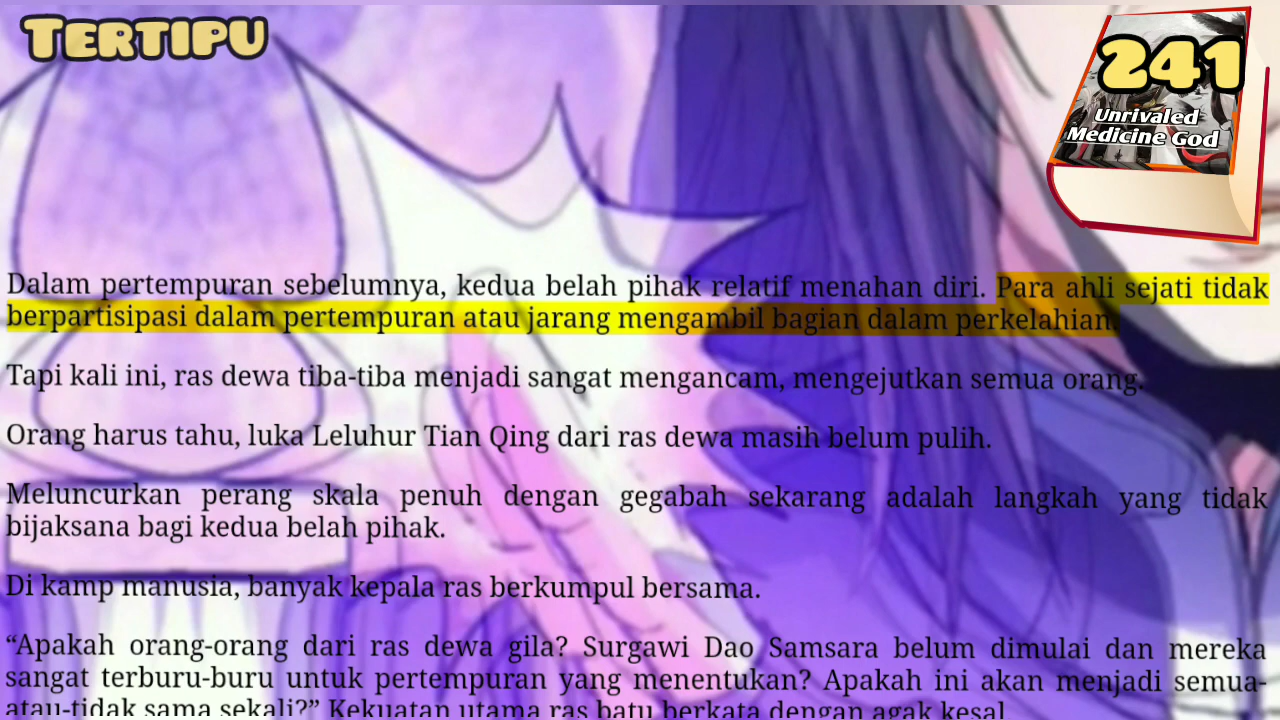 TERTIPU
241
Unrivaled
Medicine God
Dalam pertempuran sebelumnya, kedua belah pihak relatif menahan diri. Para ahli sejati tidak
berpartisipasi dalam pertempuran atau jarang mengambil bagian dalam perkelahian.
Tapi kali ini, ras dewa tiba-tiba menjadi sangat mengancam, mengejutkan semua orang.
Orang harus tahu, luka Leluhur Tian Qing dari ras dewa masih belum pulih.
Meluncurkan perang skala penuh dengan gegabah sekarang adalah langkah yang tidak
bijaksana bagi kedua belah pihak.
Di kamp manusia, banyak kepala ras berkumpul bersama.
“Apakah orang-orang dari ras dewa gila? Surgawi Dao Samsara belum dimulai dan mereka
sangat terburu-buru untuk pertempuran yang menentukan? Apakah ini akan menjadi semua-
atau-tidak sama sekali?” Kekuatan utama ras batu berkata dengan agak kesal